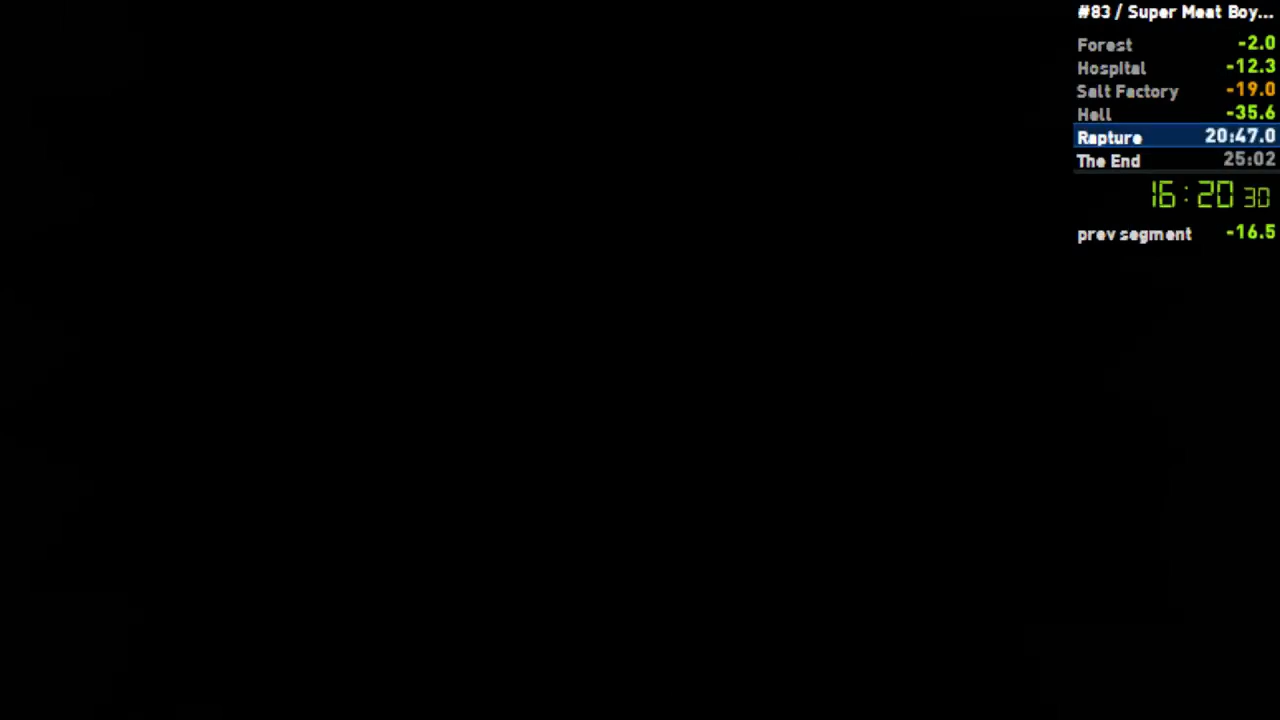 #83 / Super Meat Boy...
Forest -2.0
Hospital -12.3
Salt Factory -19.0
Hell -35.6
Rapture 20:47.0
The End 25:02
16:20 30
prev segment -16.5